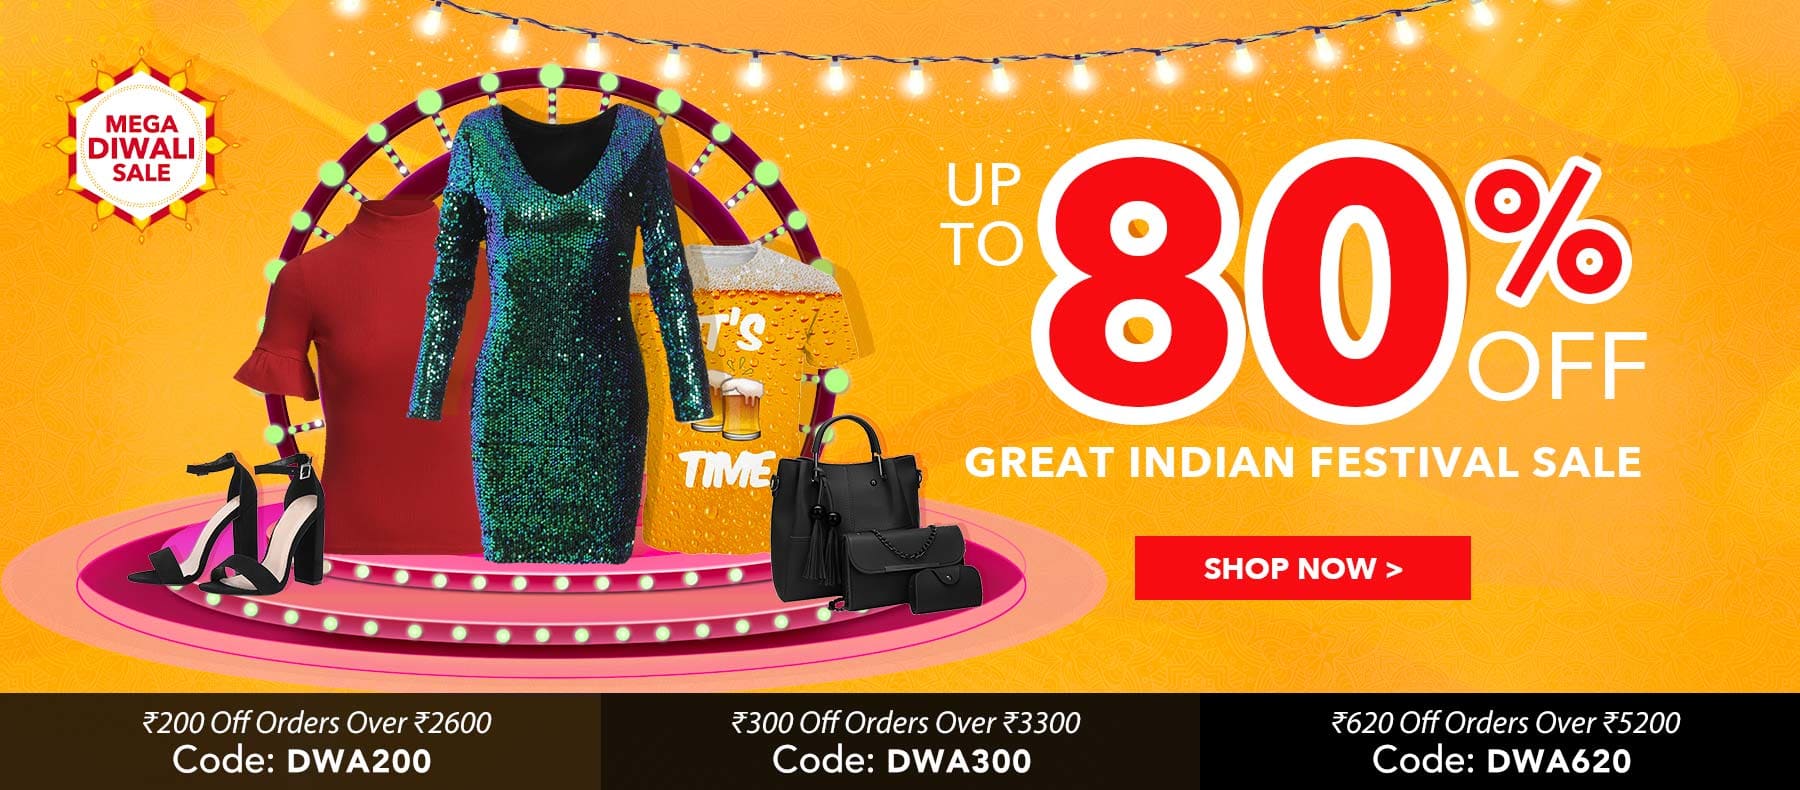 MEGA
DIWALI
SALE
T'S
TIME
UP
TO
80%
OFF
GREAT INDIAN FESTIVAL SALE
SHOP NOW >
₹200 Off Orders Over ₹2600
Code: DWA200
₹300 Off Orders Over ₹3300
Code: DWA300
₹620 Off Orders Over ₹5200
Code: DWA620